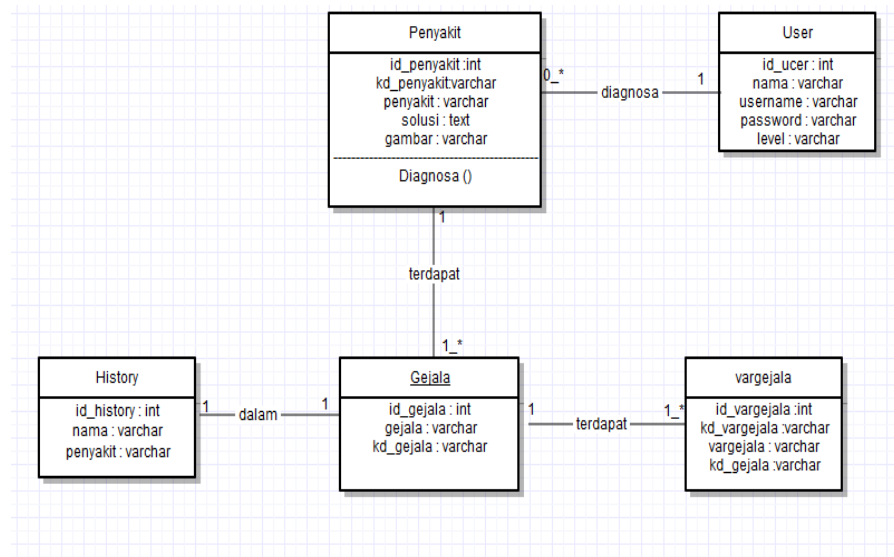 Penyakit
id_penyakit :int
kd_penyakit:varchar
penyakit : varchar
solusi : text
gambar : varchar
Diagnosa ()
User
id_ucer : int
nama : varchar
username : varchar
password : varchar
level : varchar
0_*
diagnosa
1
1
terdapat
1_*
History
id_history : int
nama : varchar
penyakit : varchar
1
dalam
1
Gejala
id_gejala : int
gejala : varchar
kd_gejala : varchar
1
terdapat
1_*
vargejala
id_vargejala :int
kd_vargejala :varchar
vargejala : varchar
kd_gejala :varchar